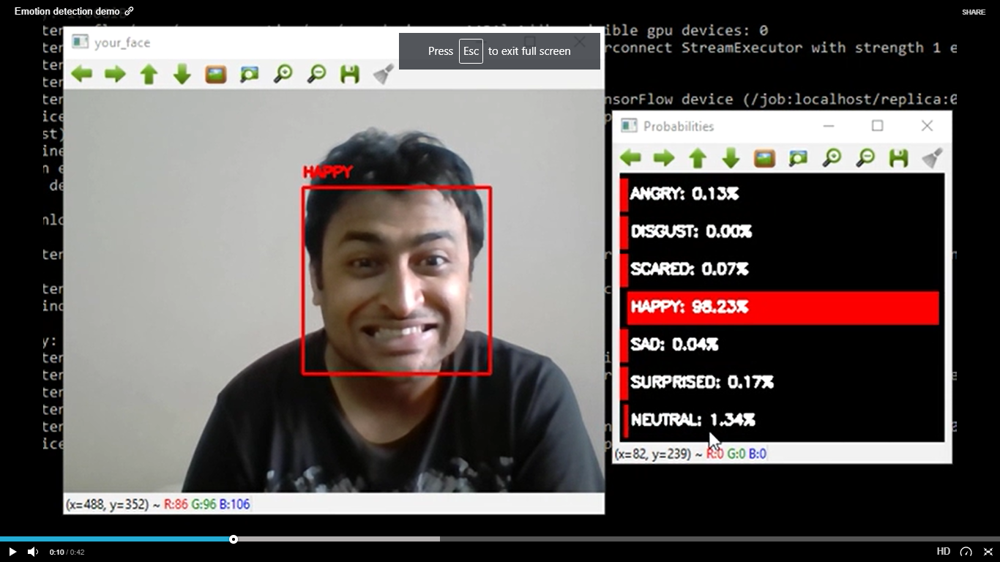 Emotion detection demo
SHARE
your_face
Press Esc to exit full screen
ible gpu devices: 0
rconnect StreamExecutor with strength 1 e
nsorFlow device (/job:localhost/replica:0
Probabilities
HAPPY
ANGRY: 0.13%
DISGUST: 0.00%
SCARED: 0.07%
HAPPY: 98.23%
SAD: 0.04%
SURPRISED: 0.17%
NEUTRAL: 1.34%
(x=82, y=239) ~ R:0 G:0 B:0
(x=488, y=352) ~ R:86 G:96 B:106
0:10 / 0:42
HD